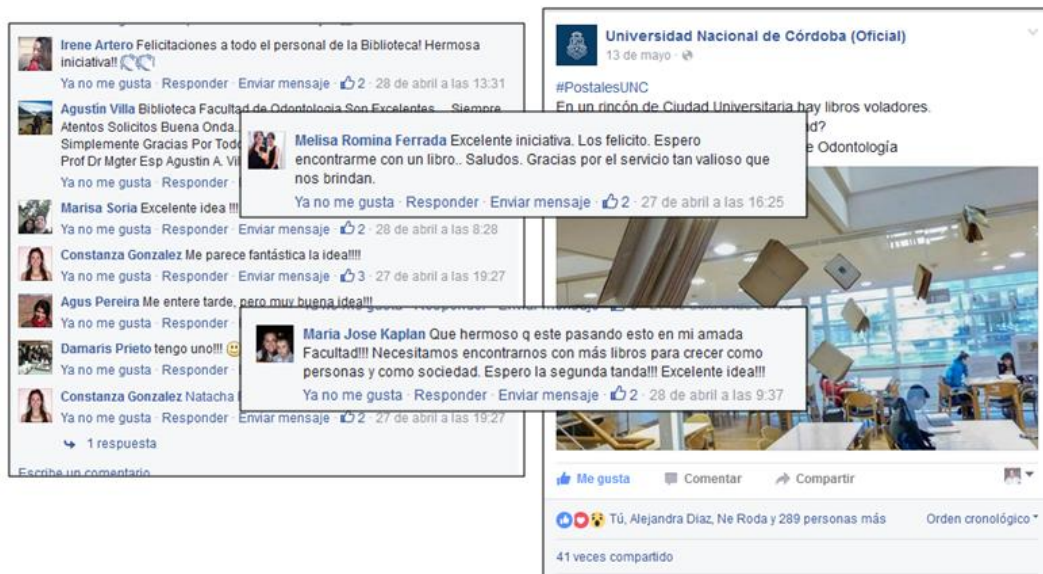 Irene Artero Felicitaciones a todo el personal de la Biblioteca! Hermosa
iniciativa!!
Ya no me gusta · Responder · Enviar mensaje · 2 · 28 de abril a las 13:31
Agustin Villa Biblioteca Facultad de Odontologia Son Excelentes... Siempre
Atentos Solicitos Buena Onda..
Simplemente Gracias Por Todo
Prof Dr Mgter Esp Agustin A.
Ya no me gusta · Responder ·
Marisa Soria Excelente idea !!!
Ya no me gusta · Responder · Enviar mensaje · 2 · 28 de abril a las 8:28
Constanza Gonzalez Me parece fantástica la idea!!!!
Ya no me gusta · Responder · Enviar mensaje · 3 · 27 de abril a las 19:27
Agus Pereira Me entere tarde, pero muy buena idea!!!
Ya no me gusta · Responder ·
Damaris Prieto tengo uno!!!
Ya no me gusta · Responder ·
Constanza Gonzalez Natacha
Ya no me gusta · Responder · Enviar mensaje · 2 · 27 de abril a las 19:27
1 respuesta
Escribe un comentario
Melisa Romina Ferrada Excelente iniciativa. Los felicito. Espero
encontrarme con un libro.. Saludos. Gracias por el servicio tan valioso que
nos brindan.
Ya no me gusta · Responder · Enviar mensaje · 2 · 27 de abril a las 16:25
Maria Jose Kaplan Que hermoso q este pasando esto en mi amada
Facultad!!! Necesitamos encontrarnos con más libros para crecer como
personas y como sociedad. Espero la segunda tanda!!! Excelente idea!!!
Ya no me gusta · Responder · Enviar mensaje · 2 · 28 de abril a las 9:37
Universidad Nacional de Córdoba (Oficial)
13 de mayo ·
#PostalesUNC
En un rincón de Ciudad Universitaria hay libros voladores.
Odontología
Me gusta Comentar Compartir
Tú, Alejandra Diaz, Ne Roda y 289 personas más Orden cronológico
41 veces compartido